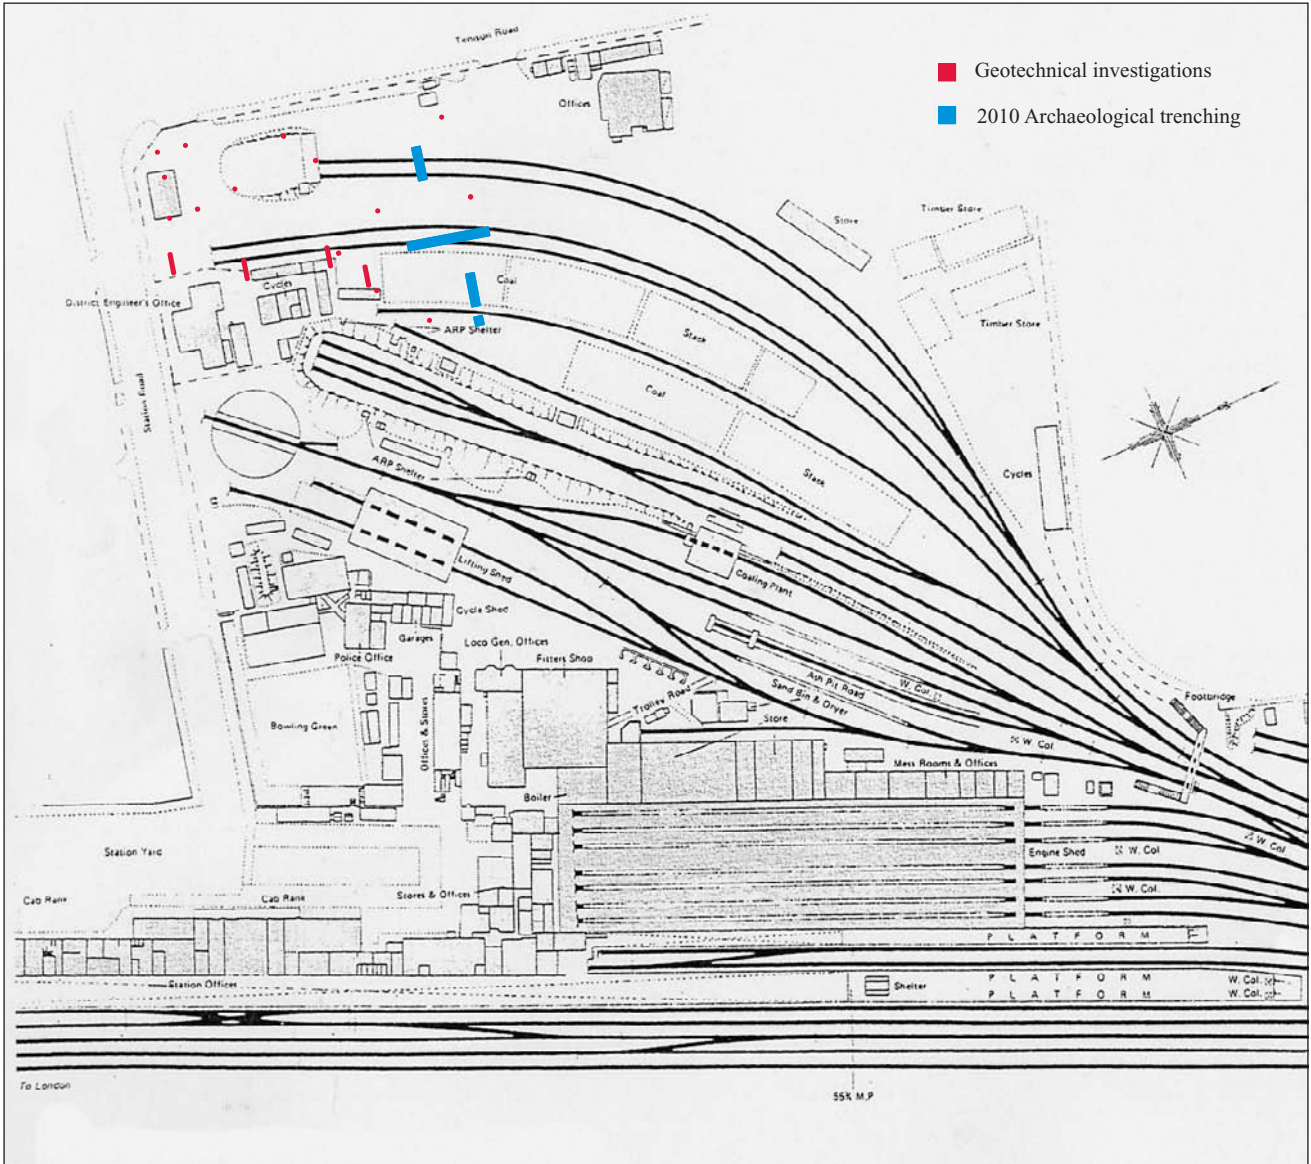 Tenison Road
Geotechnical investigations
Offices
2010 Archaeological trenching
Store
Timber Store
Cycles
Coal
District Engineer's Office
Timber Store
ARP Shelter
Stack
Station Road
Coal
ARP Shelter
Stack
Cycles
Lifting Shed
Coaling Plant
Cycle Shed
Garages
Loco Gen. Offices
Police Office
Fitters Shop
Ash Pit Road
W. Col.
Footbridge
Sand Bin & Dryer
Trolley Road
Store
Bowling Green
Offices & Stores
W. Col.
Mess Rooms & Offices
Boiler
W. Col.
Station Yard
Engine Shed
W. Col
W. Col.
Cab Rank
Cab Rank
Stores & Offices
PLATFORM
Station Offices
Shelter
PLATFORM
PLATFORM
W. Col.
W. Col.
To London
55¾ M.P